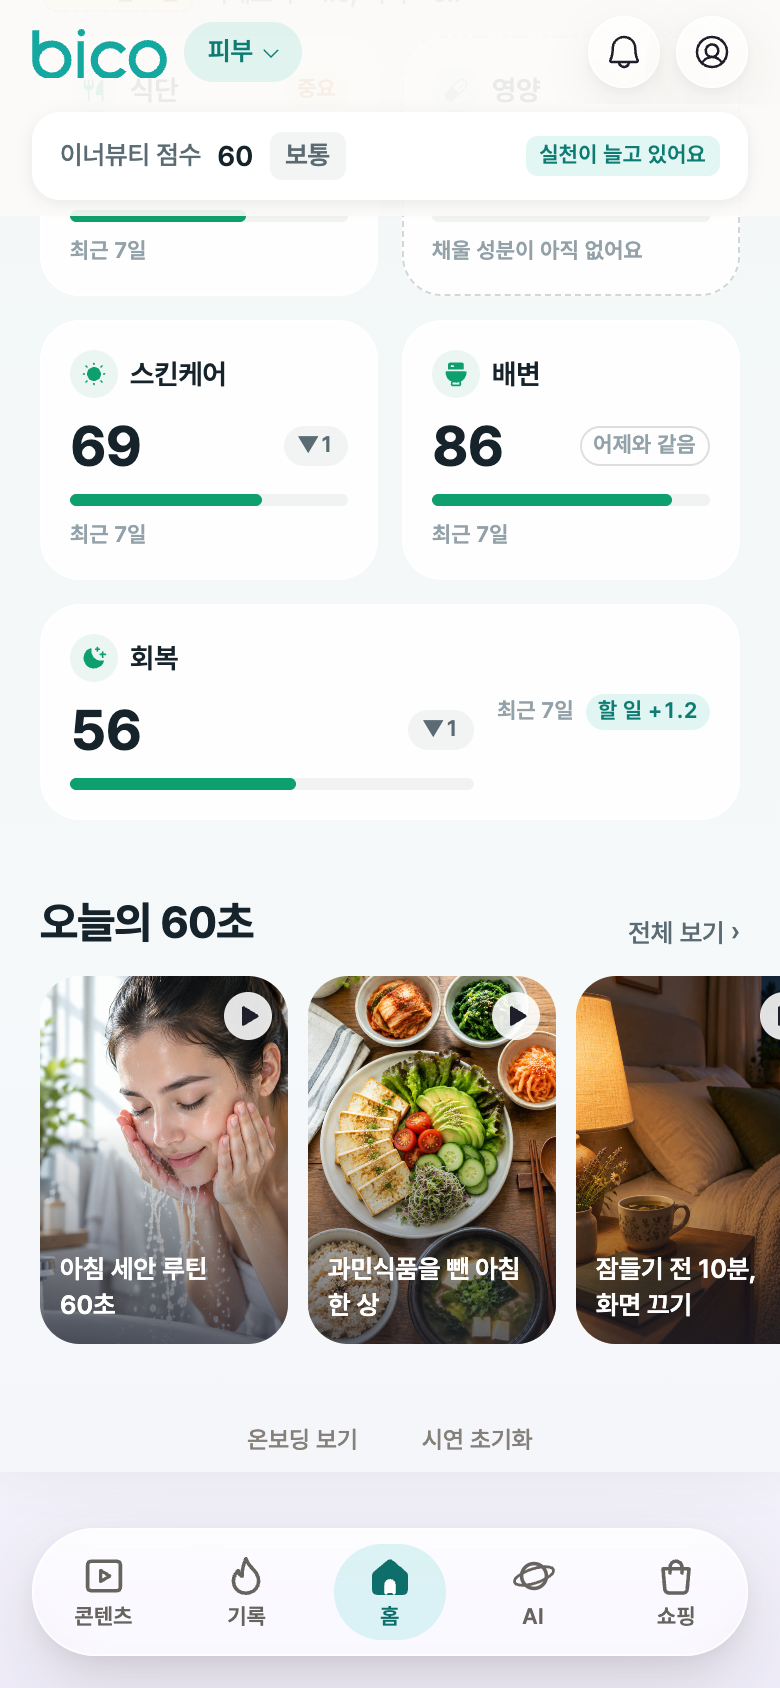 bico 피부
식단 중요 영양
이너뷰티 점수 60 보통 실천이 늘고 있어요
최근 7일
채울 성분이 아직 없어요
스킨케어
69 ▼1
최근 7일
배변
86 어제와 같음
최근 7일
회복
56 ▼1 최근 7일 할 일 +1.2
오늘의 60초
전체 보기 ›
아침 세안 루틴
60초
과민식품을 뺀 아침
한 상
잠들기 전 10분,
화면 끄기
온보딩 보기 시연 초기화
콘텐츠 기록 홈 AI 쇼핑